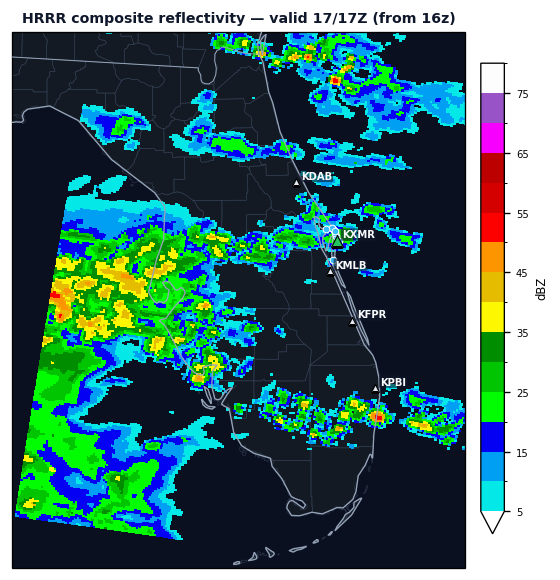 HRRR composite reflectivity — valid 17/17Z (from 16z)
75
65
55
45
35
25
15
5
dBZ
KDAB
KXMR
KMLB
KFPR
KPBI